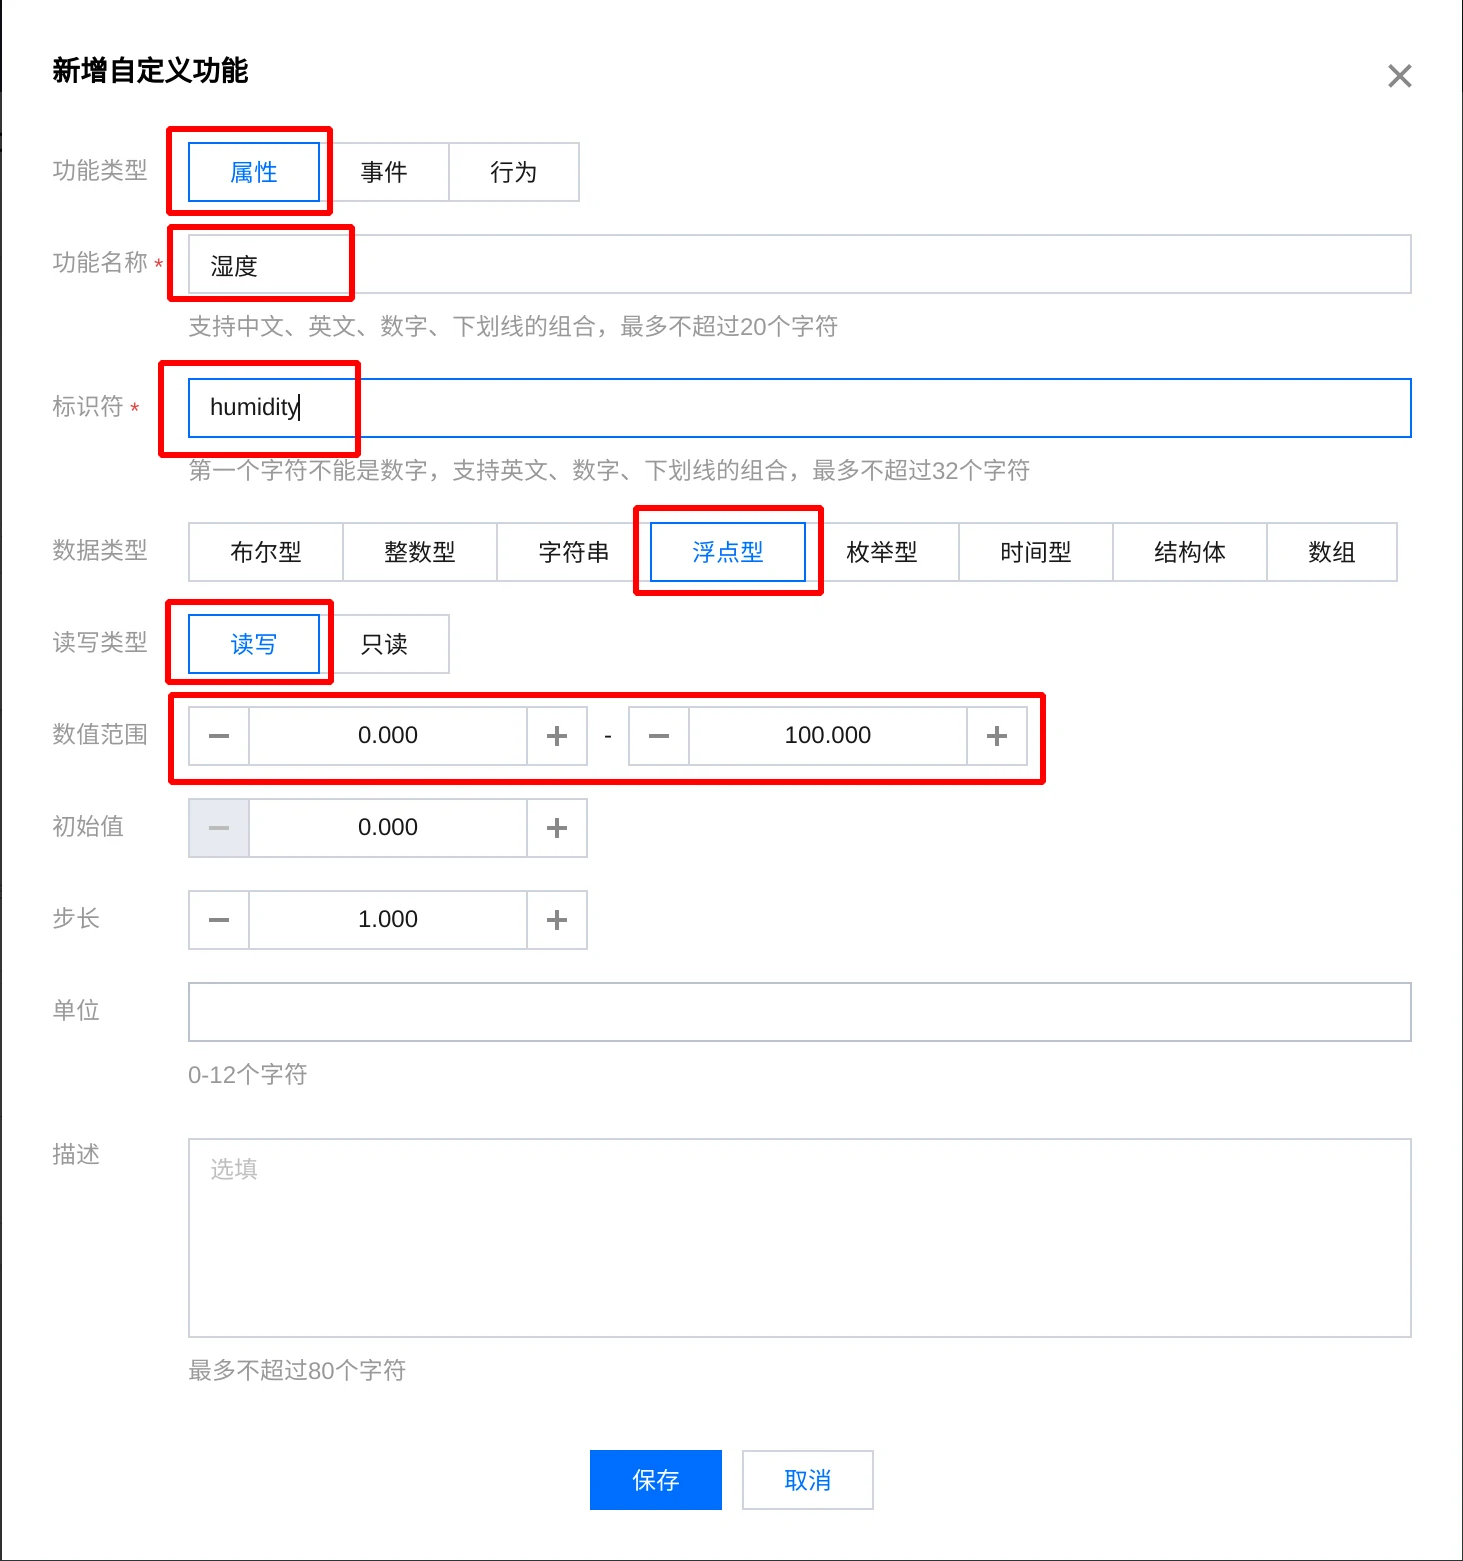 新增自定义功能
功能类型 属性 事件 行为
功能名称 * 湿度
支持中文、英文、数字、下划线的组合，最多不超过20个字符
标识符 * humidity
第一个字符不能是数字，支持英文、数字、下划线的组合，最多不超过32个字符
数据类型 布尔型 整数型 字符串 浮点型 枚举型 时间型 结构体 数组
读写类型 读写 只读
数值范围 0.000 - 100.000
初始值 0.000
步长 1.000
单位
0-12个字符
描述 选填
最多不超过80个字符
保存 取消